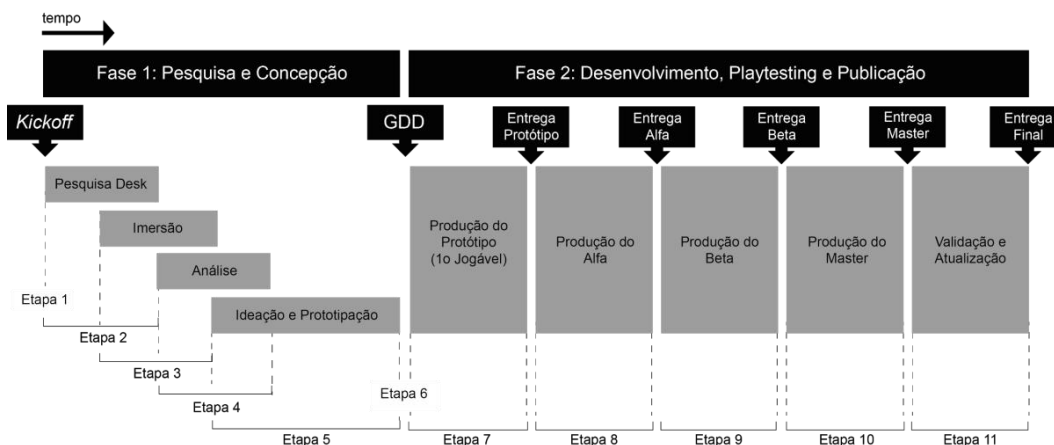 tempo
Fase 1: Pesquisa e Concepção
Fase 2: Desenvolvimento, Playtesting e Publicação
Kickoff
GDD
Entrega
Protótipo
Entrega
Alfa
Entrega
Beta
Entrega
Master
Entrega
Final
Pesquisa Desk
Imersão
Análise
Ideação e Prototipação
Produção do
Protótipo
(1o Jogável)
Produção do
Alfa
Produção do
Beta
Produção do
Master
Validação e
Atualização
Etapa 1
Etapa 2
Etapa 3
Etapa 4
Etapa 5
Etapa 6
Etapa 7
Etapa 8
Etapa 9
Etapa 10
Etapa 11